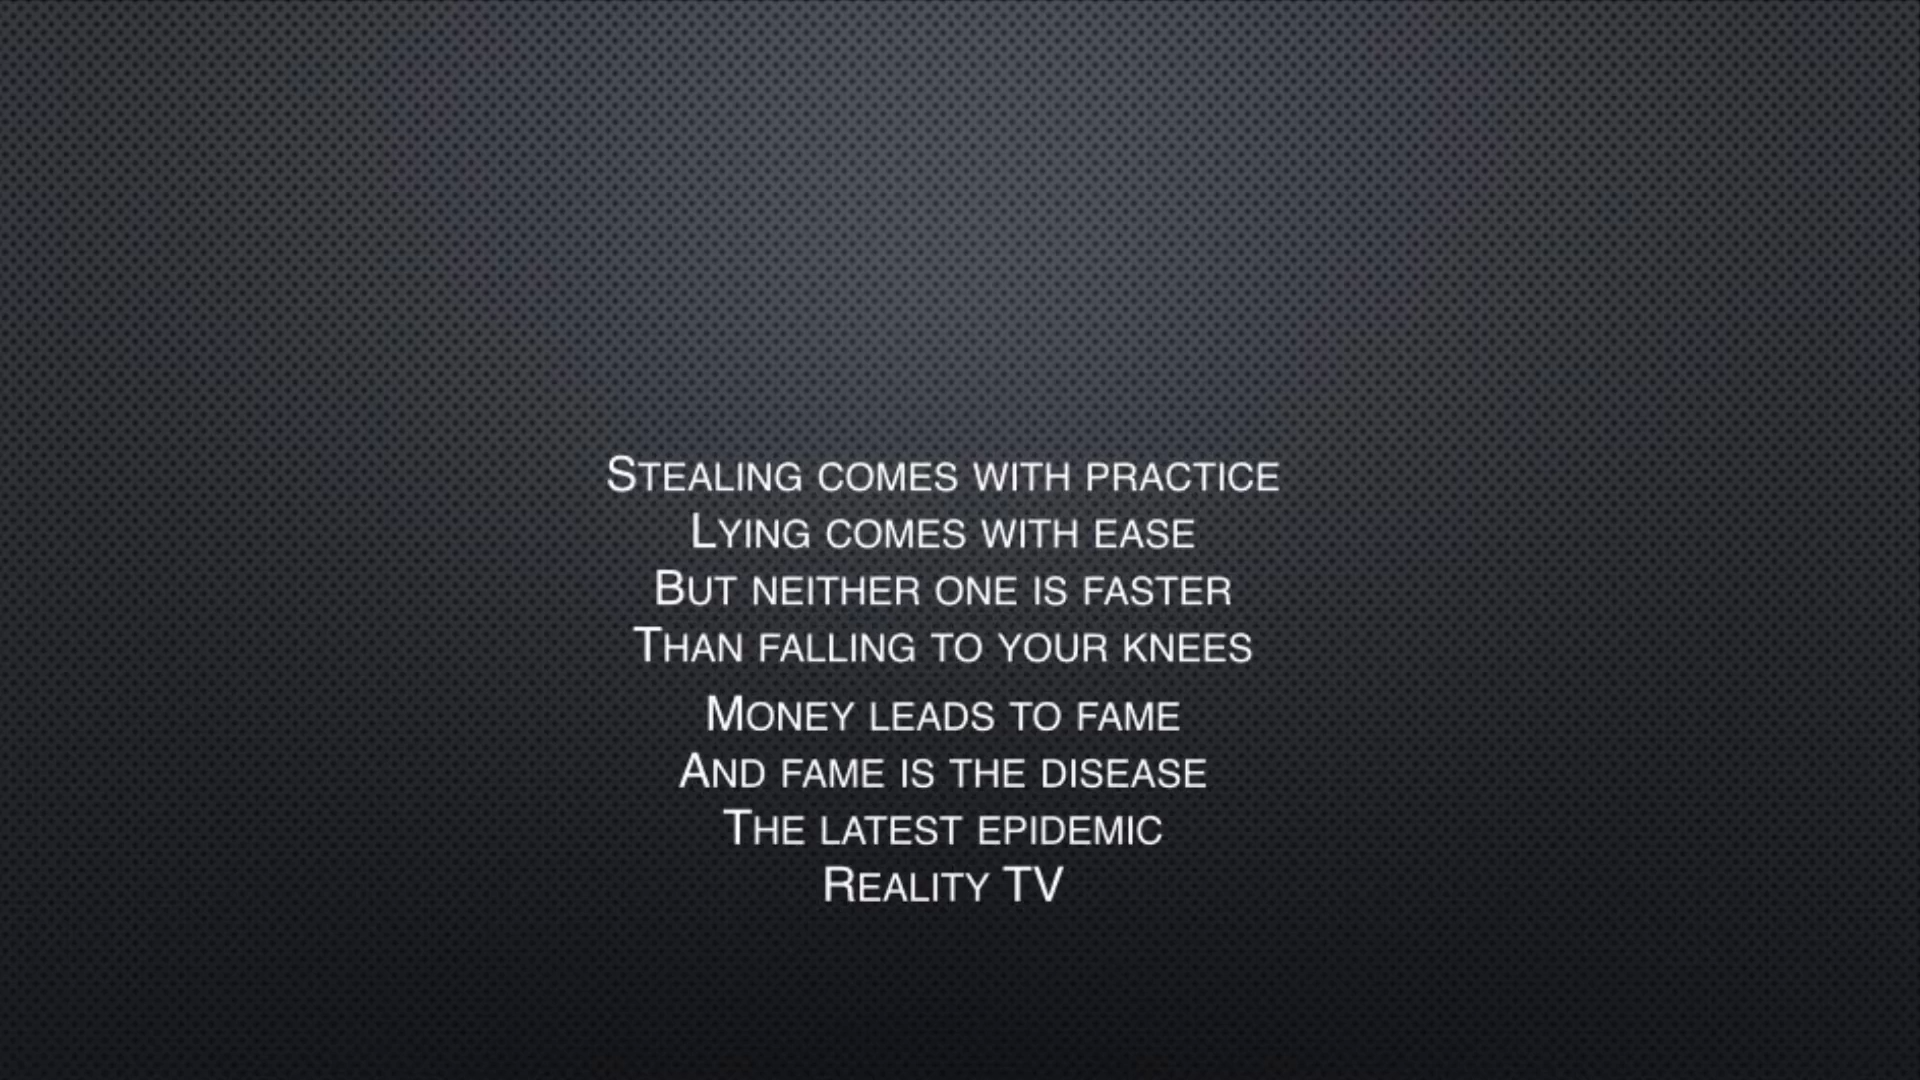 Stealing comes with practice
Lying comes with ease
But neither one is faster
Than falling to your knees
Money leads to fame
And fame is the disease
The latest epidemic
Reality TV